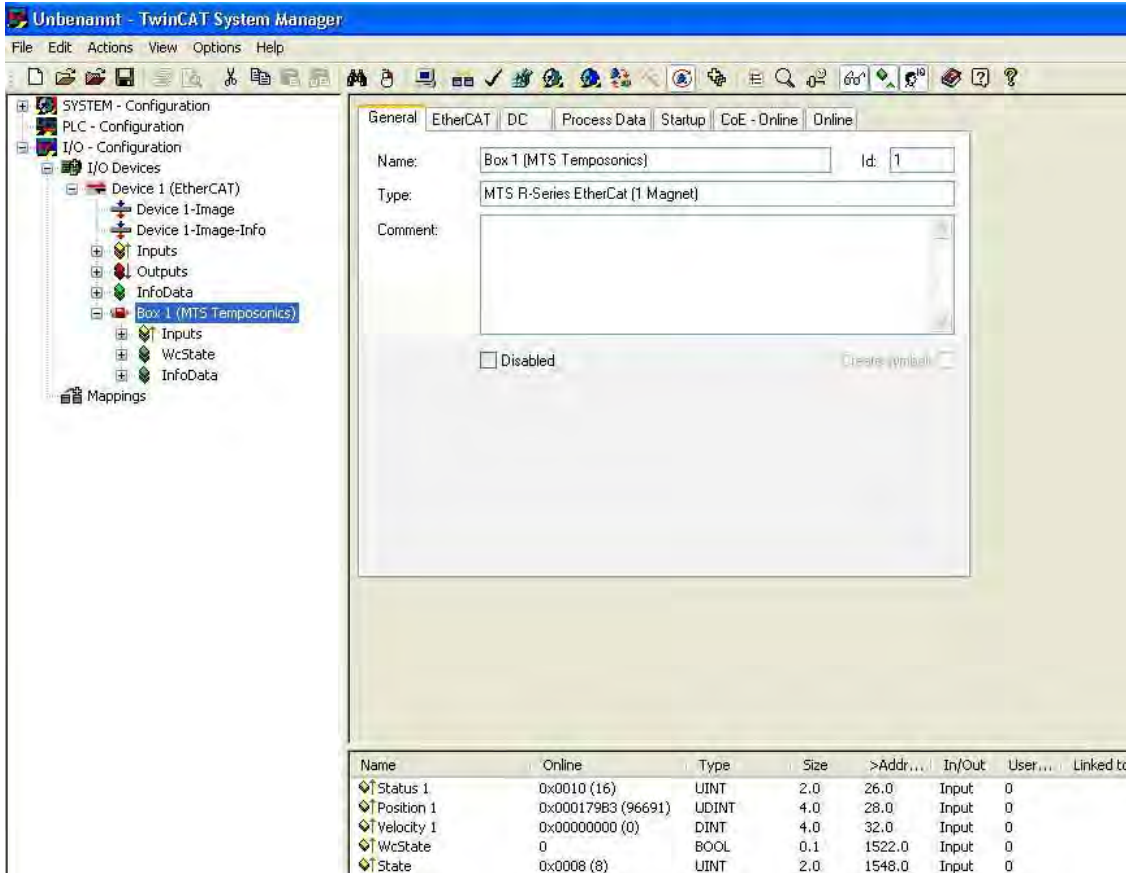 Unbenannt - TwinCAT System Manager
File Edit Actions View Options Help
SYSTEM - Configuration
PLC - Configuration
I/O - Configuration
I/O Devices
Device 1 (EtherCAT)
Device 1-Image
Device 1-Image-Info
Inputs
Outputs
InfoData
Box 1 (MTS Temposonics)
Inputs
WcState
InfoData
Mappings
General EtherCAT DC Process Data Startup CoE - Online Online
Name: Box 1 (MTS Temposonics) Id: 1
Type: MTS R-Series EtherCat (1 Magnet)
Comment:
Disabled Create symbols
Name Online Type Size >Addr... In/Out User... Linked to
Status 1 0x0010 (16) UINT 2.0 26.0 Input 0
Position 1 0x000179B3 (96691) UDINT 4.0 28.0 Input 0
Velocity 1 0x00000000 (0) DINT 4.0 32.0 Input 0
WcState 0 BOOL 0.1 1522.0 Input 0
State 0x0008 (8) UINT 2.0 1548.0 Input 0